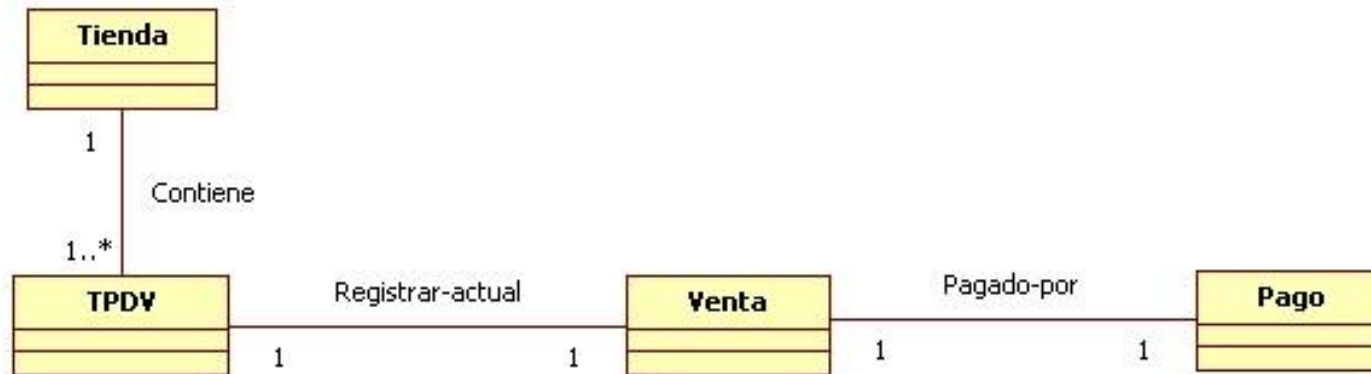 Tienda
1
Contiene
1..*
TPDV
Registrar-actual
1
1
Venta
Pagado-por
1
1
Pago